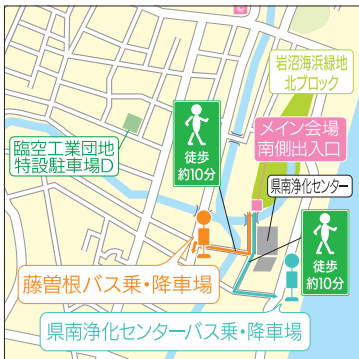 岩沼海浜緑地
北ブロック
メイン会場
南側出入口
臨空工業団地
特設駐車場D
徒歩
約10分
県南浄化センター
徒歩
約10分
藤曽根バス乗・降車場
県南浄化センターバス乗・降車場